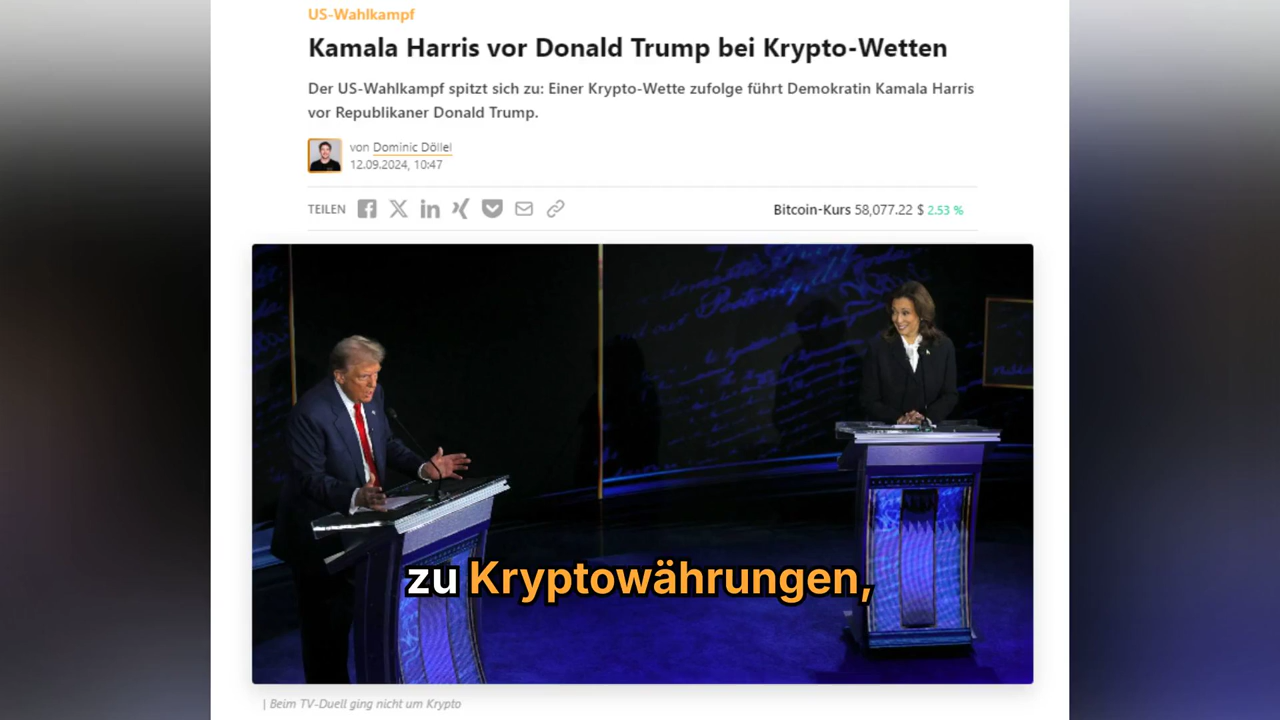 US-Wahlkampf
Kamala Harris vor Donald Trump bei Krypto-Wetten
Der US-Wahlkampf spitzt sich zu: Einer Krypto-Wette zufolge führt Demokratin Kamala Harris
vor Republikaner Donald Trump.
von Dominic Döllel
12.09.2024, 10:47
TEILEN
Bitcoin-Kurs 58,077.22 $ 2.53 %
zu Kryptowährungen,
| Beim TV-Duell ging nicht um Krypto